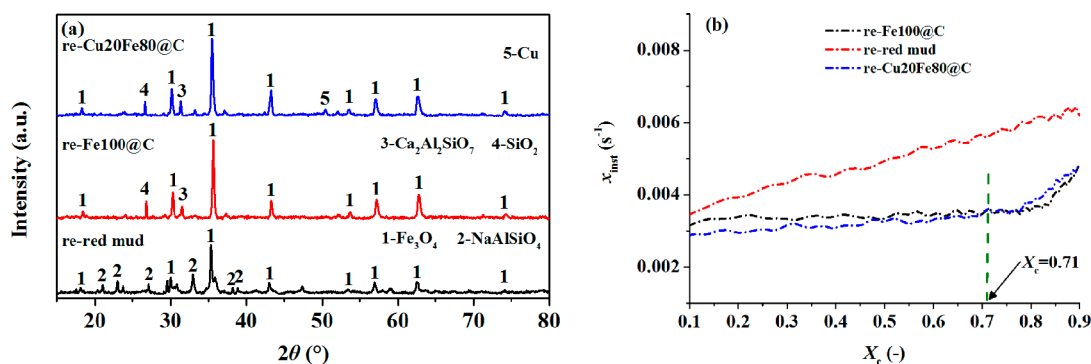 (a)
re-Cu20Fe80@C
5-Cu
1 4 1 3 1 1 5 1 1 1 1
re-Fe100@C
3-Ca2Al2SiO7 4-SiO2
1 4 1 3 1 1 1 1 1 1
re-red mud
1-Fe3O4 2-NaAlSiO4
1 2 2 2 1 2 1 2 2 1 1 1 1 1
20 30 40 50 60 70 80
2θ (°)
Intensity (a.u.)
(b)
re-Fe100@C
re-red mud
re-Cu20Fe80@C
0.008
0.006
0.004
0.002
xinst (s-1)
Xc=0.71
0.1 0.2 0.3 0.4 0.5 0.6 0.7 0.8 0.9
Xc (-)